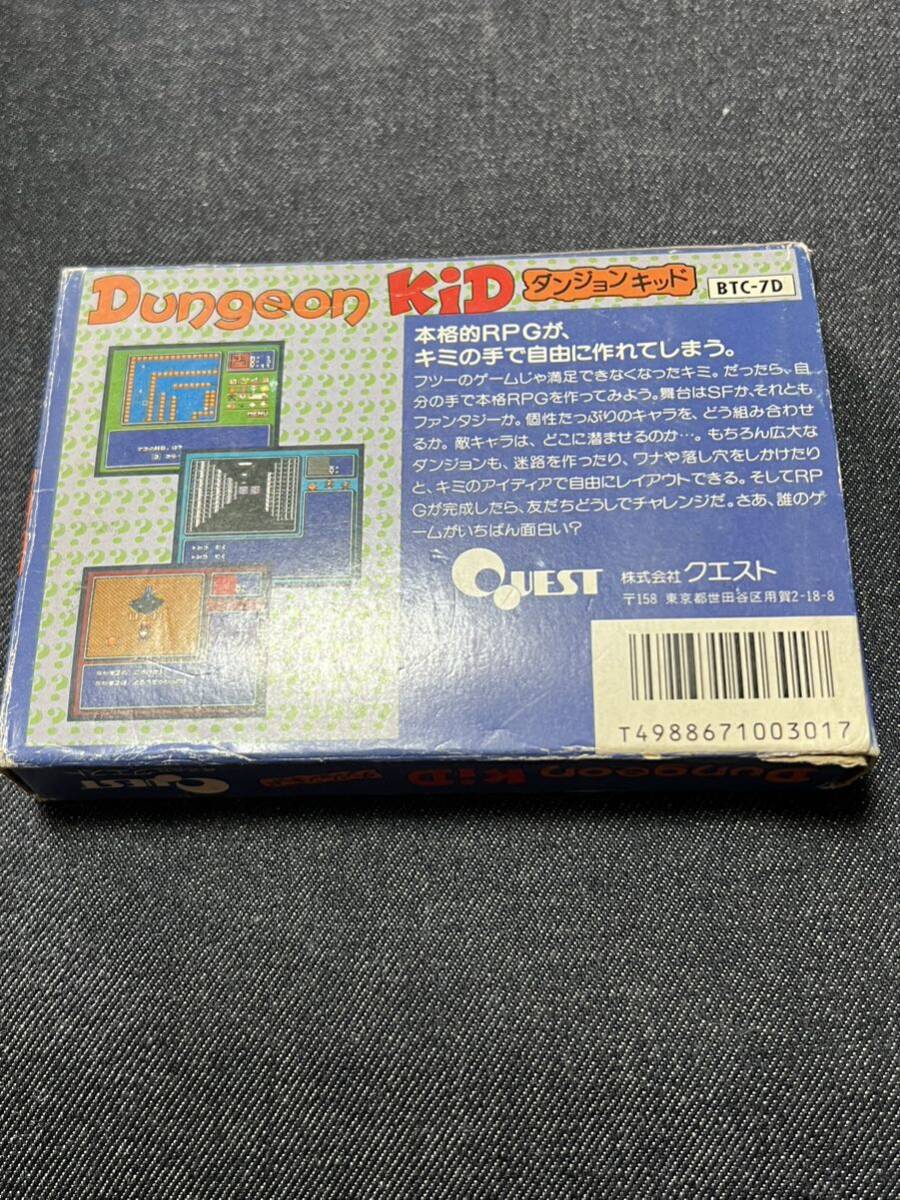 Dungeon KiD ダンジョンキッド BTC-7D
本格的RPGが、
キミの手で自由に作れてしまう。
フツーのゲームじゃ満足できなくなったキミ。だったら、自
分の手で本格RPGを作ってみよう。舞台はSFか、それとも
ファンタジーか。個性たっぷりのキャラを、どう組み合わせ
るか。敵キャラは、どこに潜ませるのか…。もちろん広大な
ダンジョンも、迷路を作ったり、ワナや落し穴をしかけたり
と、キミのアイディアで自由にレイアウトできる。そしてRP
Gが完成したら、友だちどうしでチャレンジだ。さあ、誰のゲ
ームがいちばん面白い?
QUEST 株式会社クエスト
〒158 東京都世田谷区用賀2-18-8
T4988671003017
MENU
QUEST ダンジョンキッド Dungeon KiD